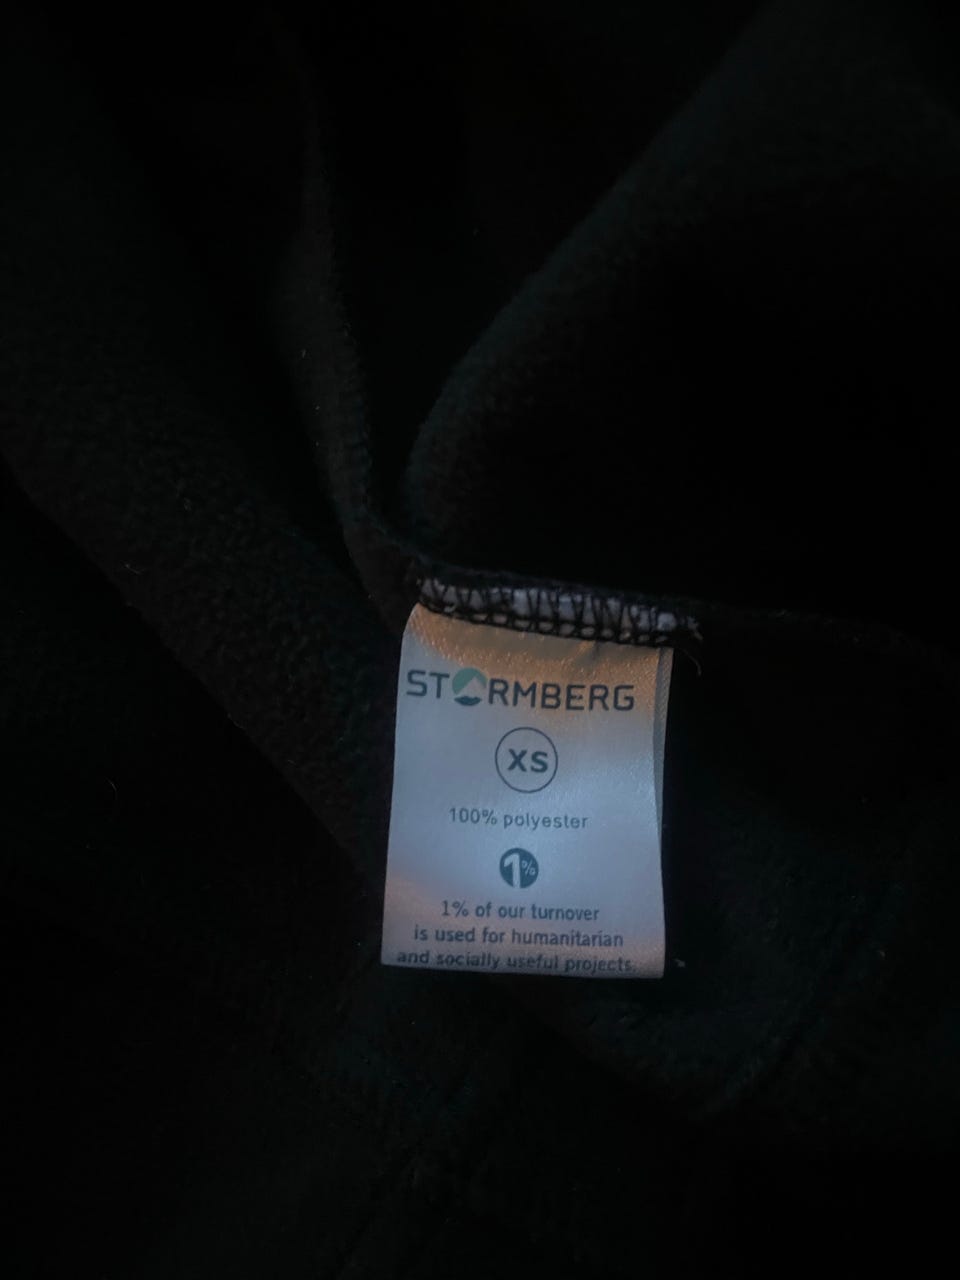 STORMBERG
XS
100% polyester
1%
1% of our turnover
is used for humanitarian
and socially useful projects.